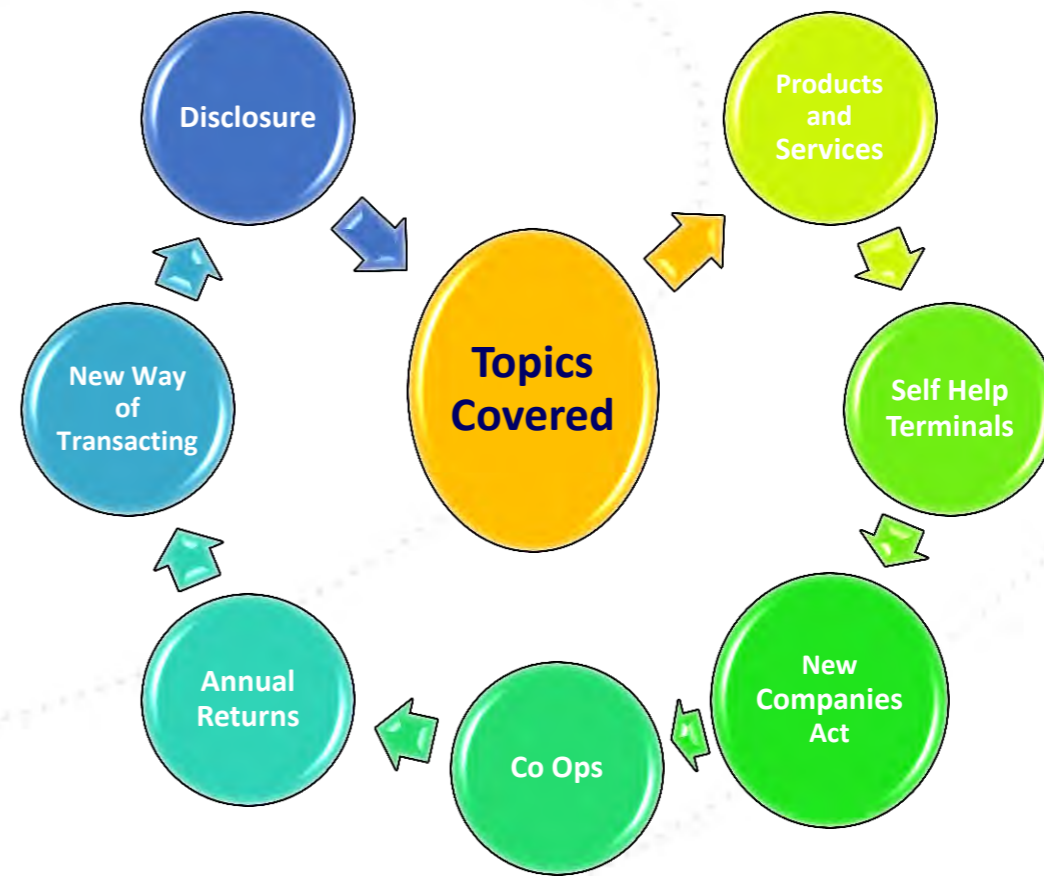 Topics
Covered
Products
and
Services
Self Help
Terminals
New
Companies
Act
Co Ops
Annual
Returns
New Way
of
Transacting
Disclosure